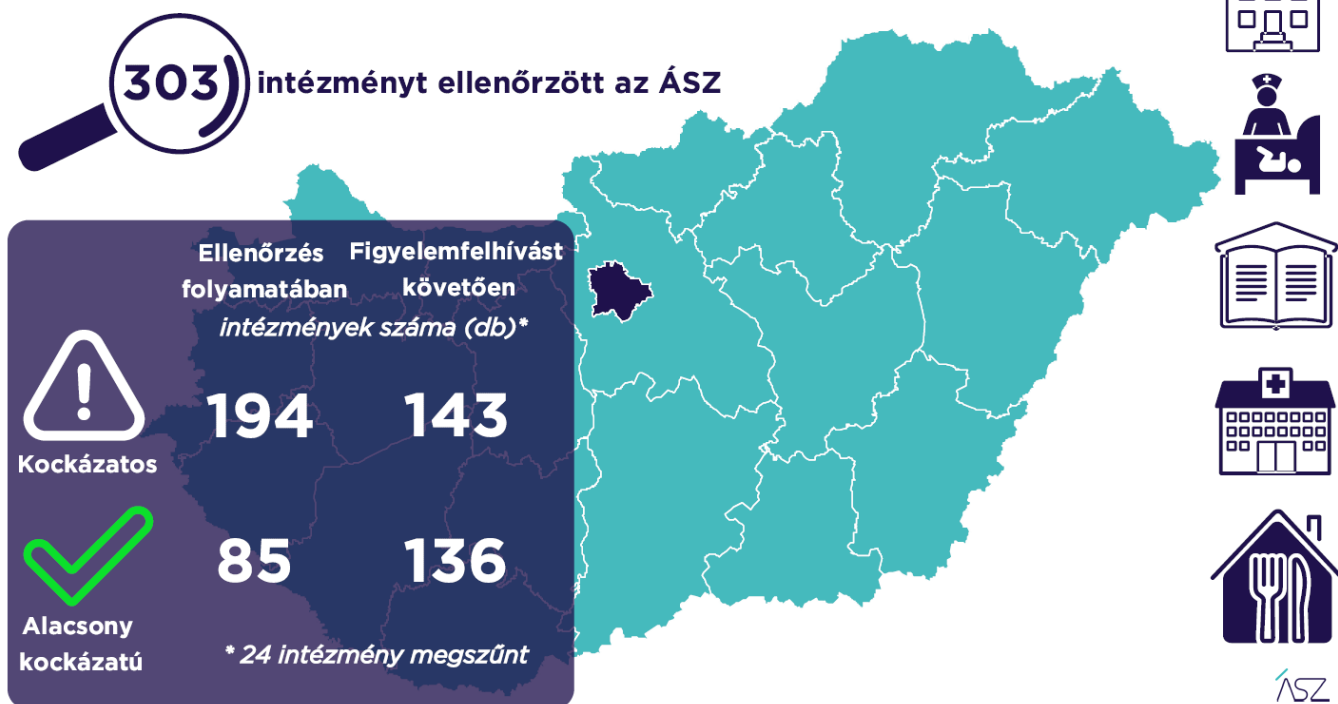 303 intézményt ellenőrzött az ÁSZ
Ellenőrzés folyamatában
Figyelemfelhívást követően
intézmények száma (db)*
Kockázatos
194
143
Alacsony kockázatú
85
136
* 24 intézmény megszűnt
ÁSZ